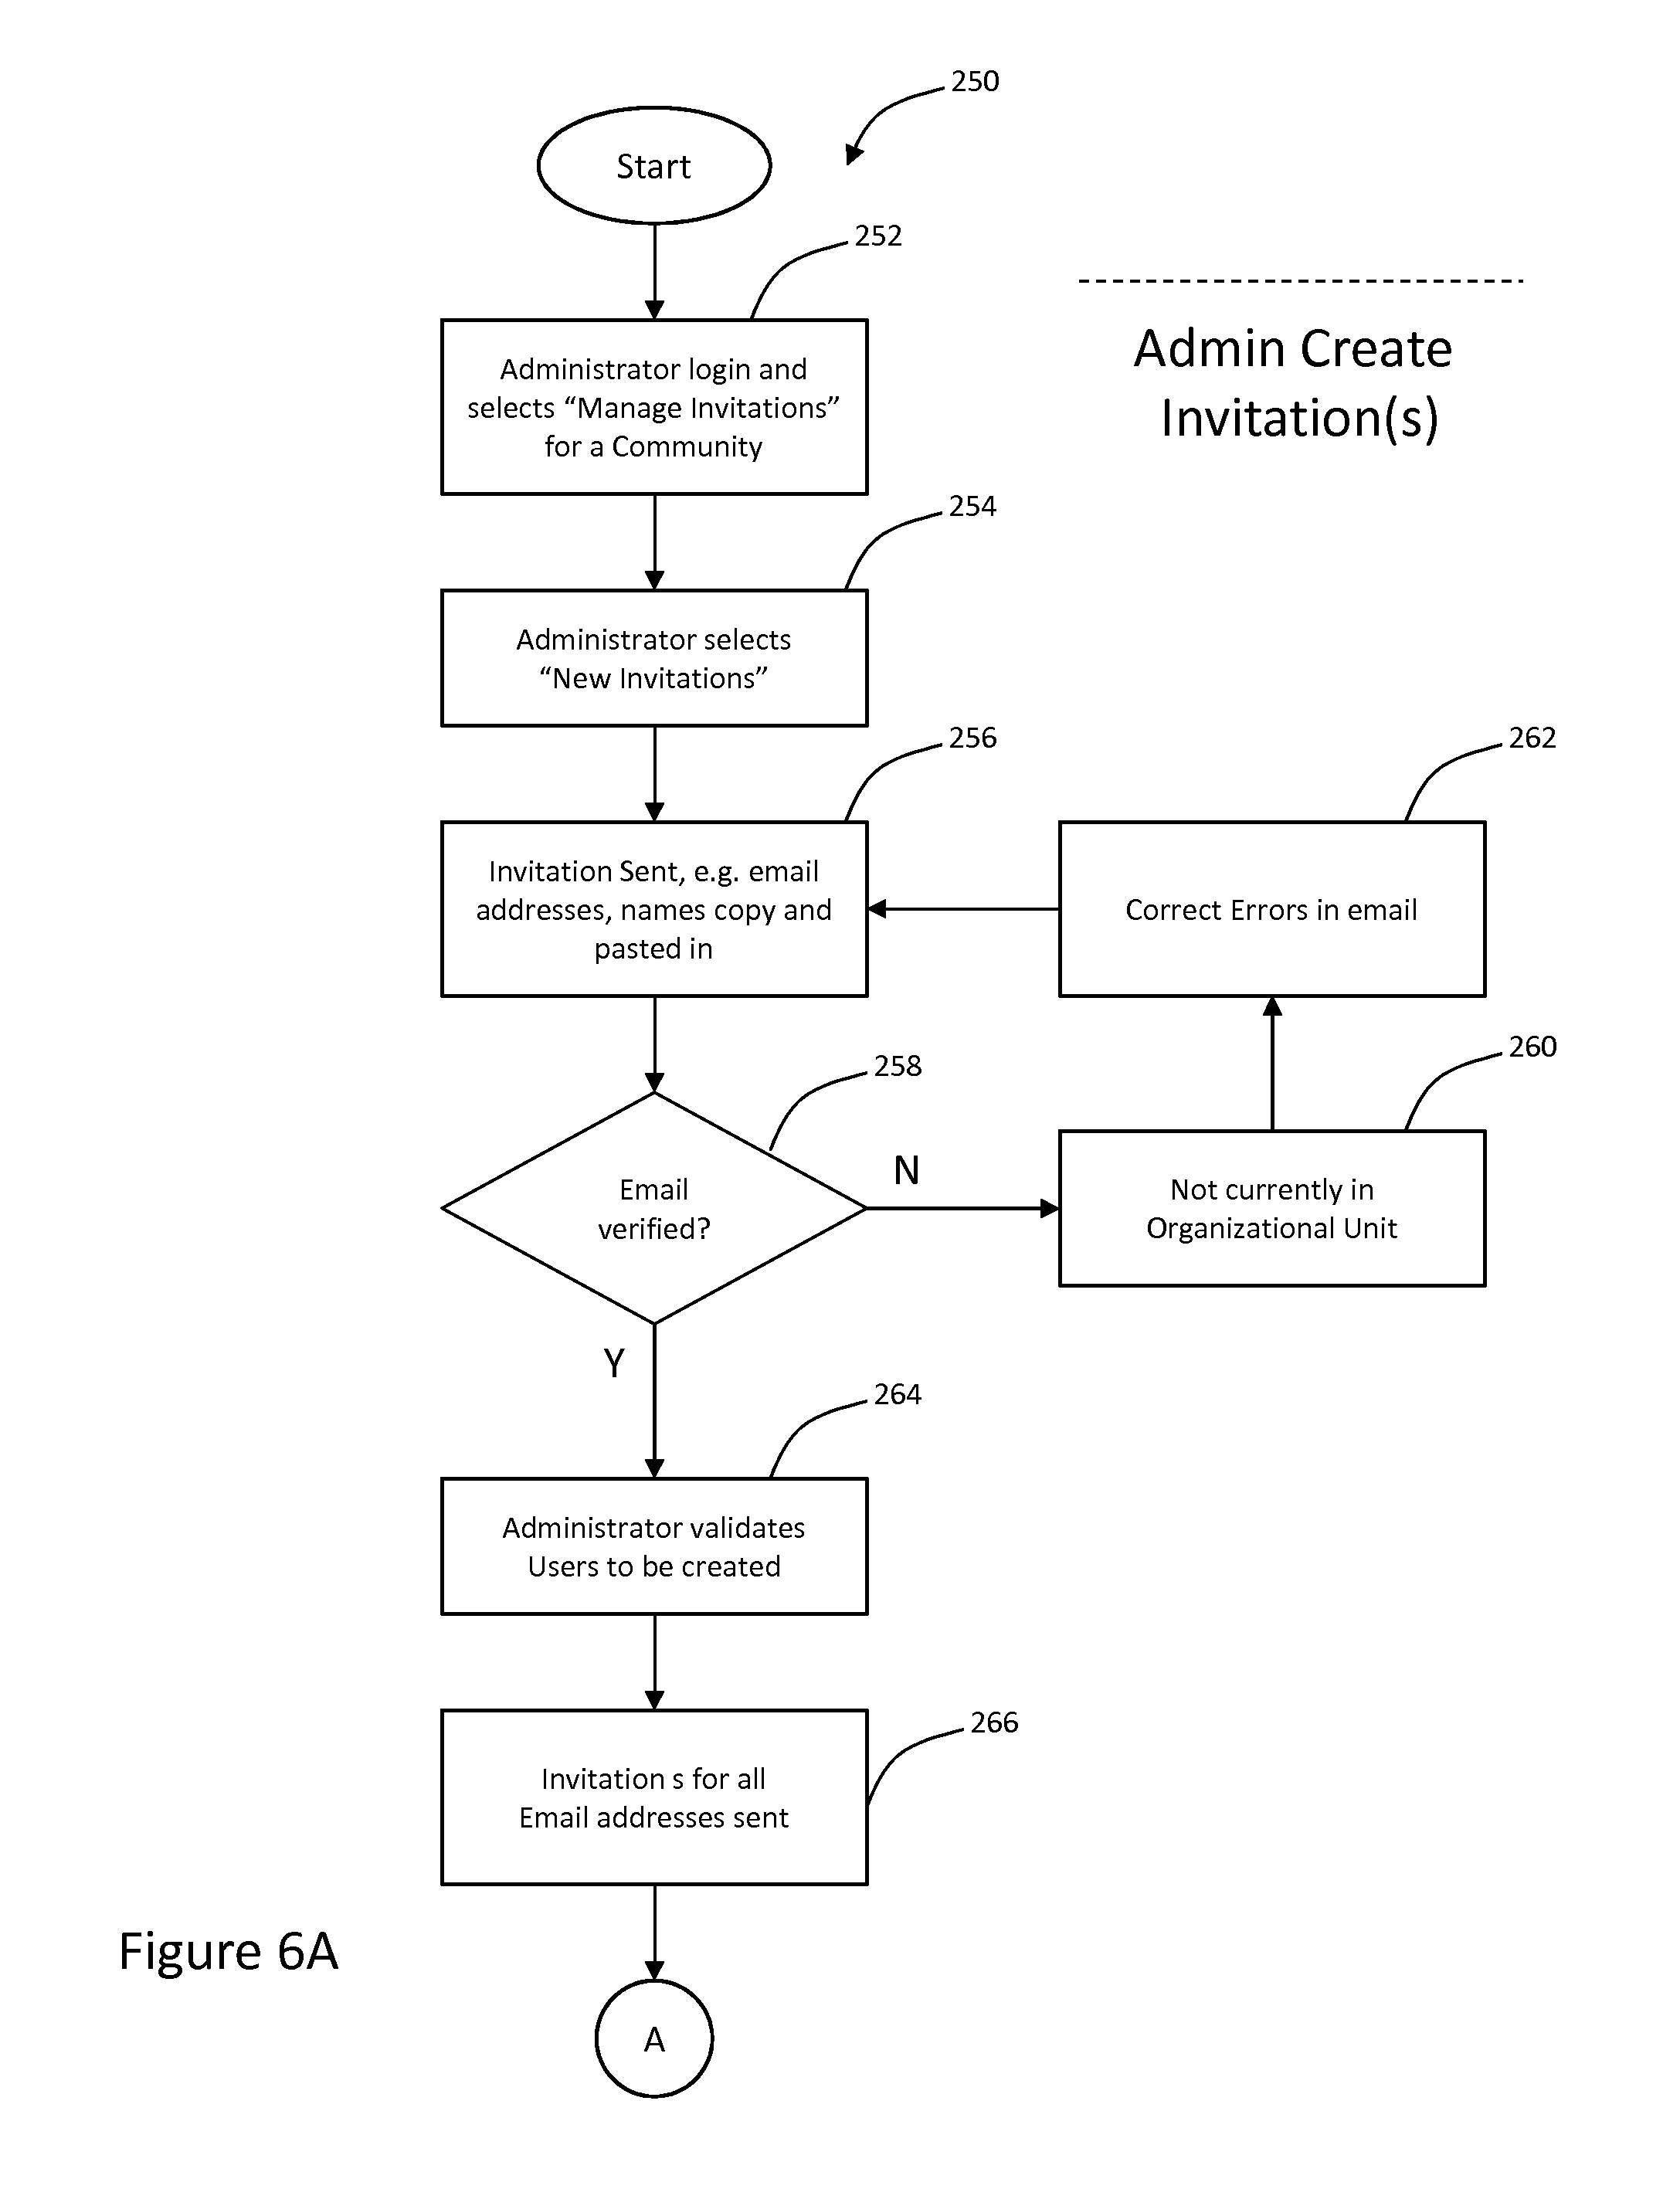 250
Start
252
Admin Create
Invitation(s)
Administrator login and
selects “Manage Invitations”
for a Community
254
Administrator selects
“New Invitations”
256
262
Invitation Sent, e.g. email
addresses, names copy and
pasted in
Correct Errors in email
258
260
Email
verified?
N
Not currently in
Organizational Unit
Y
264
Administrator validates
Users to be created
266
Invitation s for all
Email addresses sent
Figure 6A
A